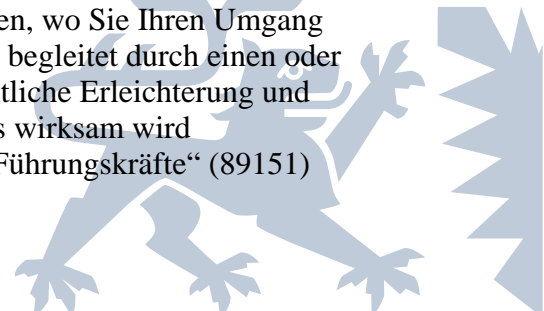 en, wo Sie Ihren Umgang
begleitet durch einen oder
tliche Erleichterung und
s wirksam wird
Führungskräfte“ (89151)